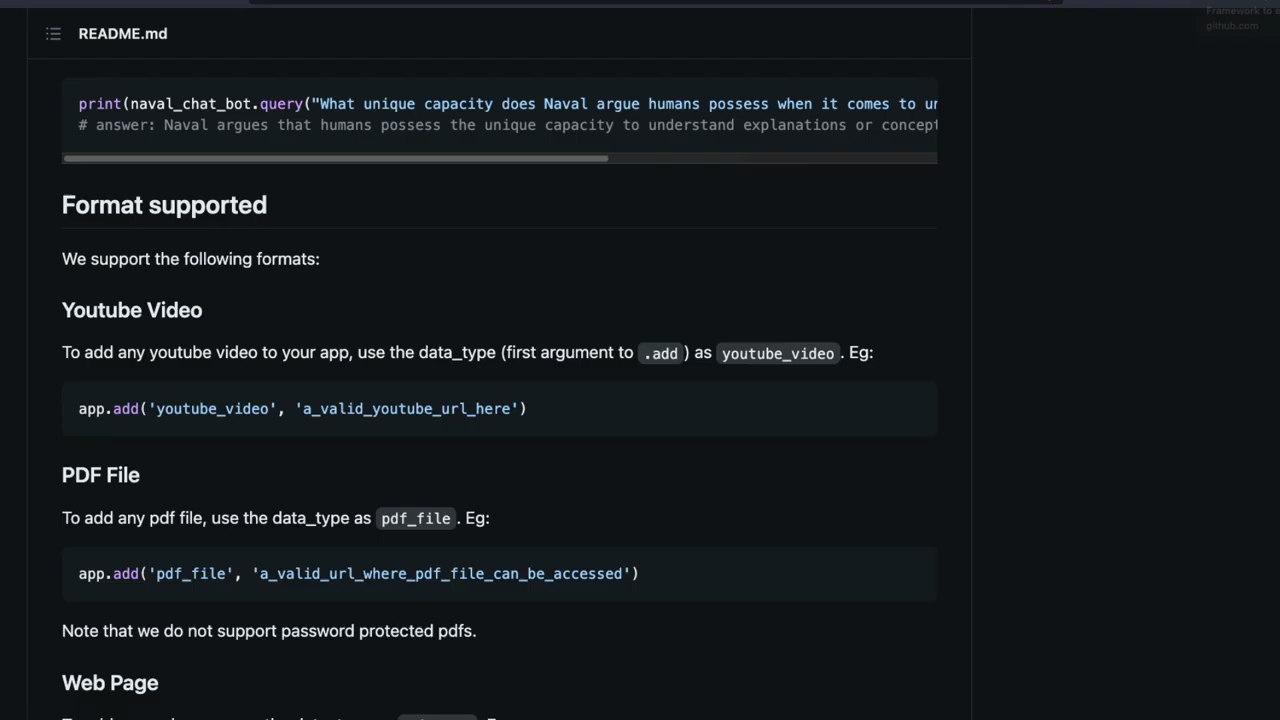 Framework to
github.com
README.md
print(naval_chat_bot.query("What unique capacity does Naval argue humans possess when it comes to
# answer: Naval argues that humans possess the unique capacity to understand explanations or concept
Format supported
We support the following formats:
Youtube Video
To add any youtube video to your app, use the data_type (first argument to .add) as youtube_video. Eg:
app.add('youtube_video', 'a_valid_youtube_url_here')
PDF File
To add any pdf file, use the data_type as pdf_file. Eg:
app.add('pdf_file', 'a_valid_url_where_pdf_file_can_be_accessed')
Note that we do not support password protected pdfs.
Web Page